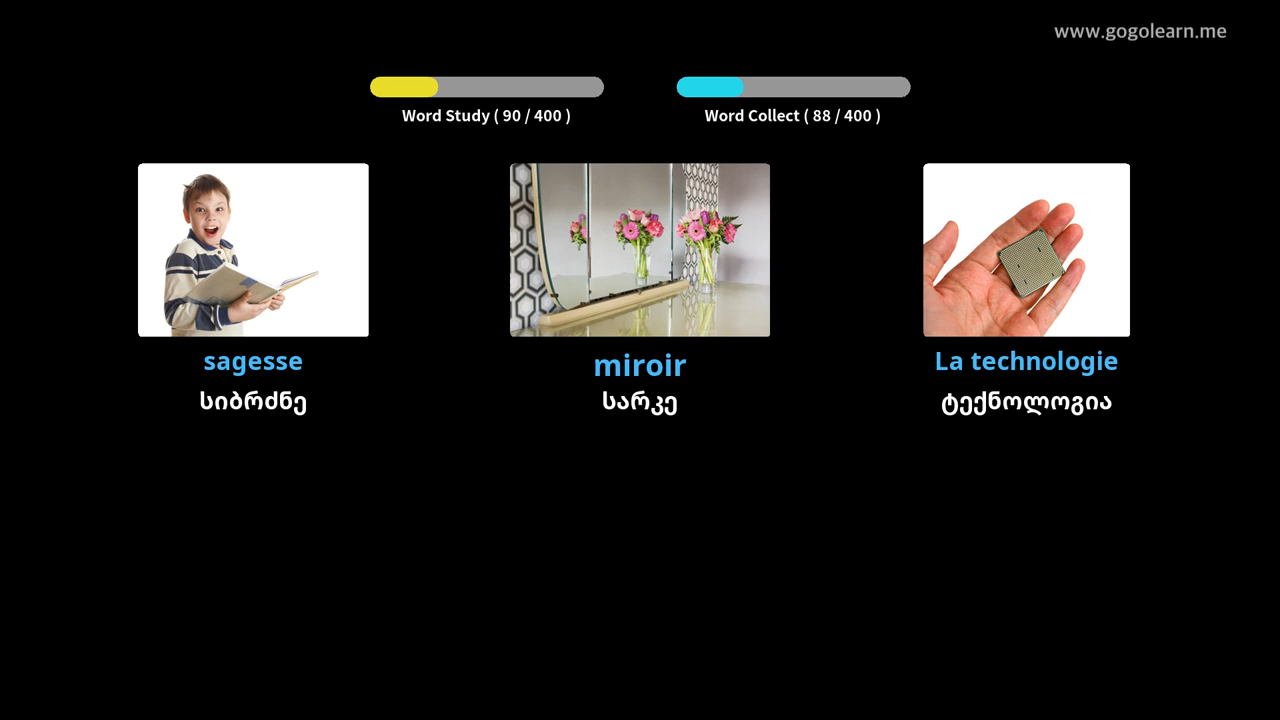 www.gogolearn.me
Word Study ( 90 / 400 )
Word Collect ( 88 / 400 )
sagesse
სიბრძნე
miroir
სარკე
La technologie
ტექნოლოგია